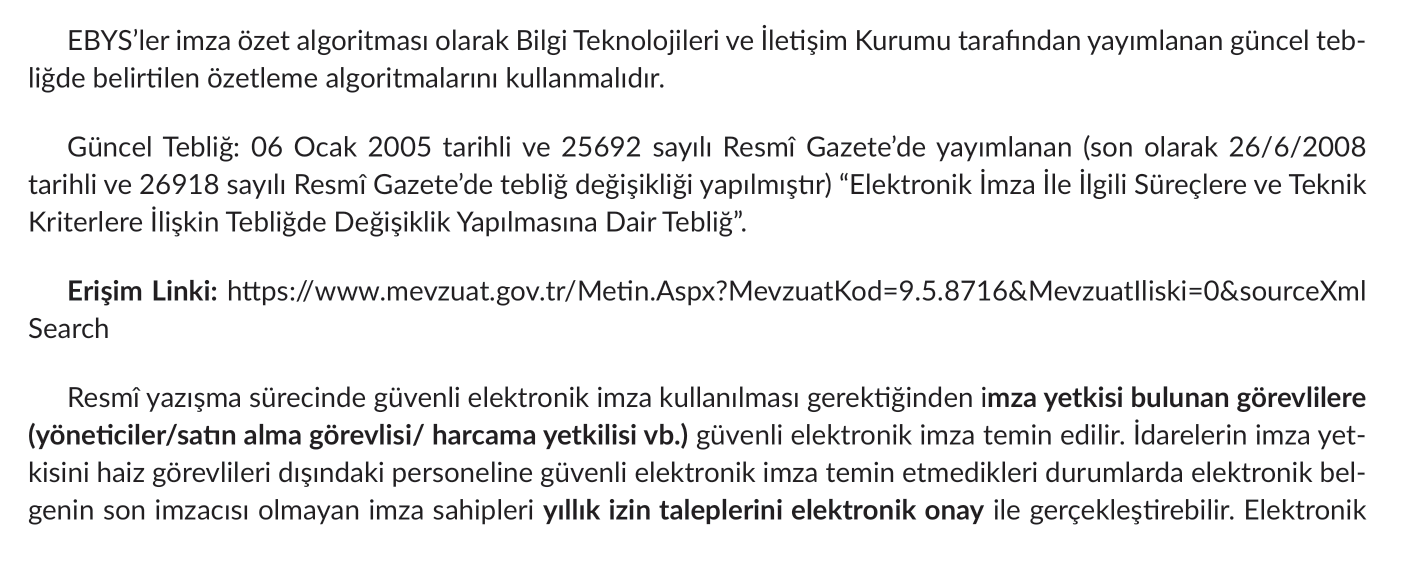 EBYS’ler imza özet algoritması olarak Bilgi Teknolojileri ve İletişim Kurumu tarafından yayımlanan güncel teb-
liğde belirtilen özetleme algoritmalarını kullanmalıdır.
Güncel Tebliğ: 06 Ocak 2005 tarihli ve 25692 sayılı Resmî Gazete’de yayımlanan (son olarak 26/6/2008
tarihli ve 26918 sayılı Resmî Gazete’de tebliğ değişikliği yapılmıştır) “Elektronik İmza İle İlgili Süreçlere ve Teknik
Kriterlere İlişkin Tebliğde Değişiklik Yapılmasına Dair Tebliğ”.
Erişim Linki: https://www.mevzuat.gov.tr/Metin.Aspx?MevzuatKod=9.5.8716&MevzuatIliski=0&sourceXml
Search
Resmî yazışma sürecinde güvenli elektronik imza kullanılması gerektiğinden imza yetkisi bulunan görevlilere
(yöneticiler/satın alma görevlisi/ harcama yetkilisi vb.) güvenli elektronik imza temin edilir. İdarelerin imza yet-
kisini haiz görevlileri dışındaki personeline güvenli elektronik imza temin etmedikleri durumlarda elektronik bel-
genin son imzacısı olmayan imza sahipleri yıllık izin taleplerini elektronik onay ile gerçekleştirebilir. Elektronik